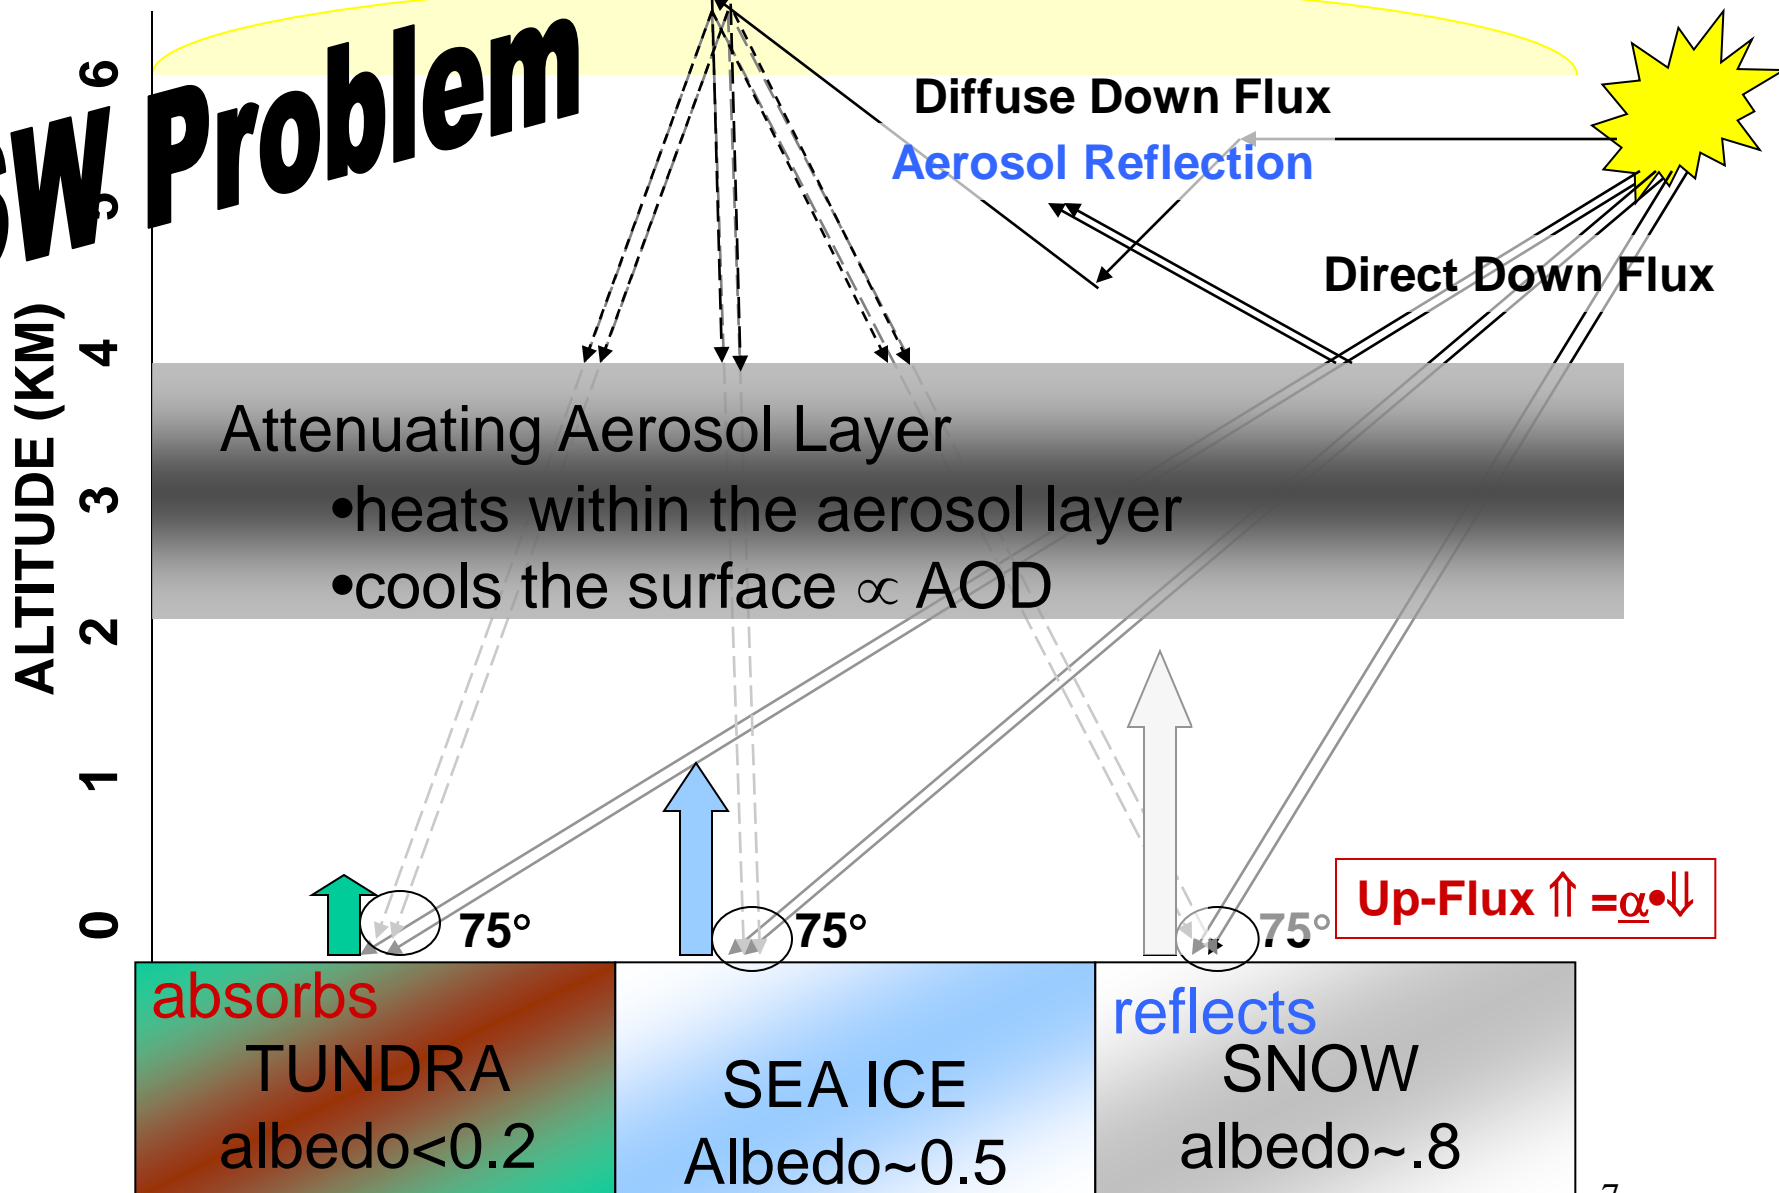 SW Problem
Diffuse Down Flux
Aerosol Reflection
Direct Down Flux
ALTITUDE (KM)
6
5
4
3
2
1
0
Attenuating Aerosol Layer
•heats within the aerosol layer
•cools the surface ∝ AOD
75°
75°
75°
Up-Flux ⇑ =α•⇓
absorbs
TUNDRA
albedo<0.2
SEA ICE
Albedo~0.5
reflects
SNOW
albedo~.8
7